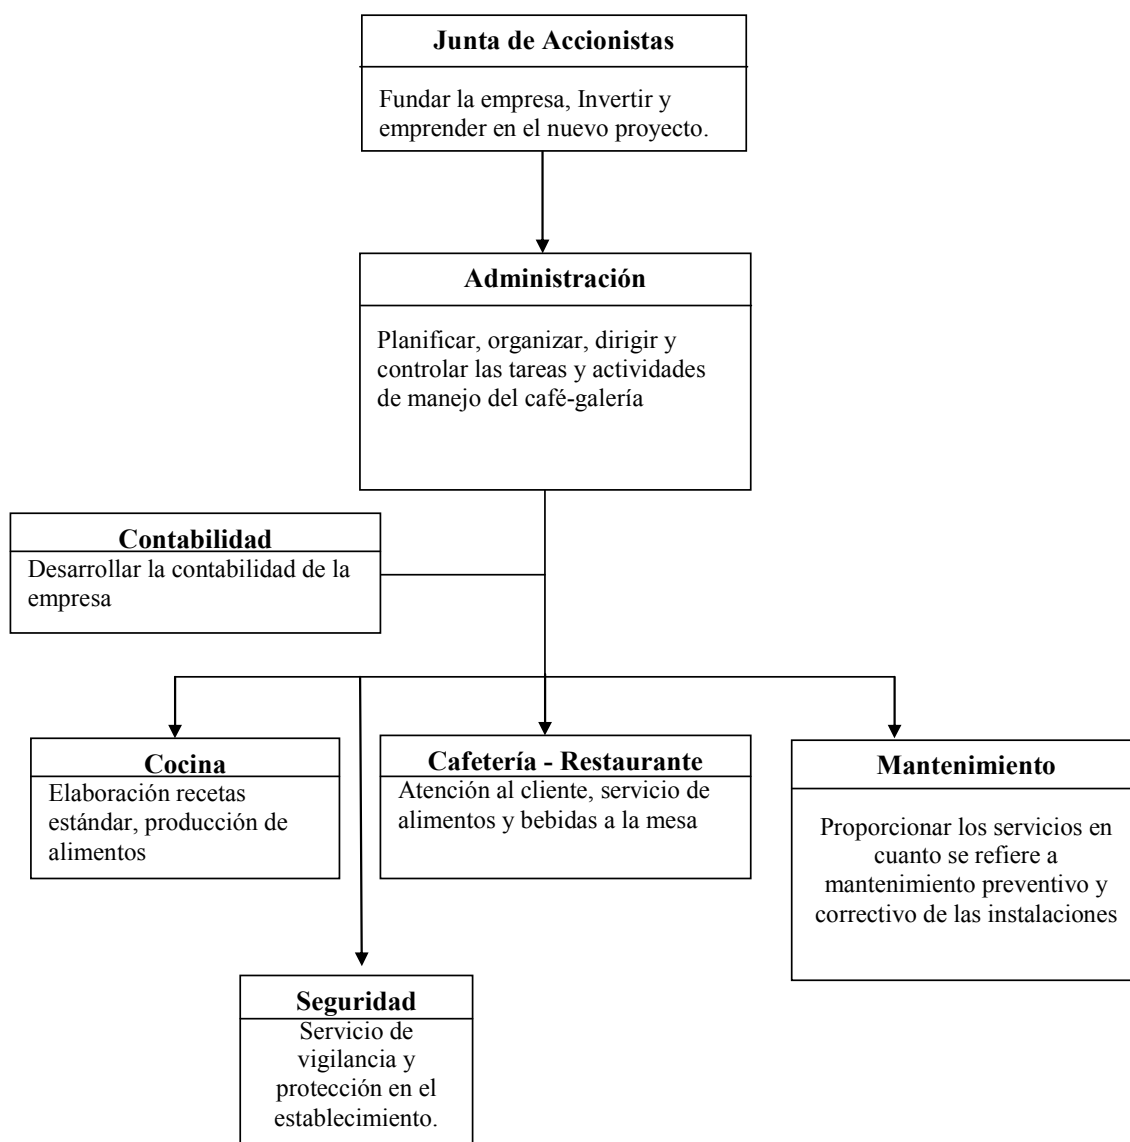 Junta de Accionistas
Fundar la empresa, Invertir y
emprender en el nuevo proyecto.
Administración
Planificar, organizar, dirigir y
controlar las tareas y actividades
de manejo del café-galería
Contabilidad
Desarrollar la contabilidad de la
empresa
Cocina
Elaboración recetas
estándar, producción de
alimentos
Cafetería - Restaurante
Atención al cliente, servicio de
alimentos y bebidas a la mesa
Mantenimiento
Proporcionar los servicios en
cuanto se refiere a
mantenimiento preventivo y
correctivo de las instalaciones
Seguridad
Servicio de
vigilancia y
protección en el
establecimiento.